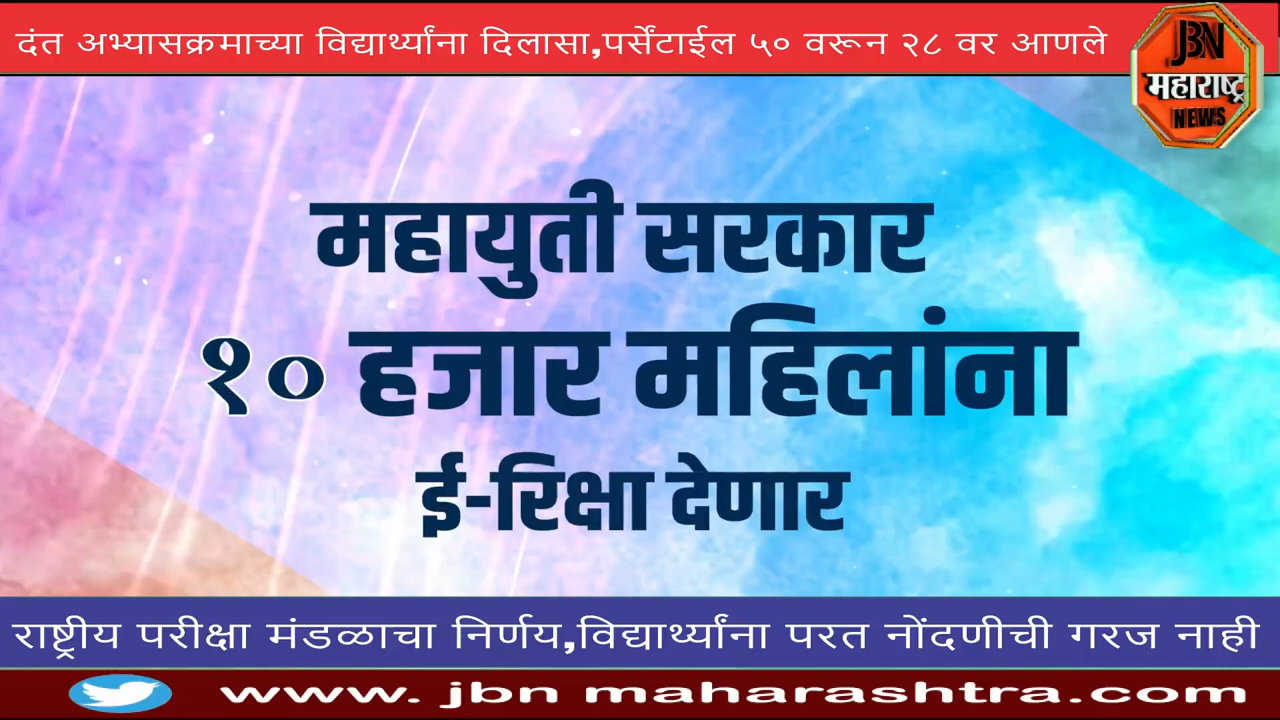 दंत अभ्यासक्रमाच्या विद्यार्थ्यांना दिलासा,पर्सेंटाईल ५० वरून २८ वर आणले
JBN
महाराष्ट्र
NEWS
महायुती सरकार
१० हजार महिलांना
ई-रिक्षा देणार
राष्ट्रीय परीक्षा मंडळाचा निर्णय,विद्यार्थ्यांना परत नोंदणीची गरज नाही
www. jbn maharashtra.com